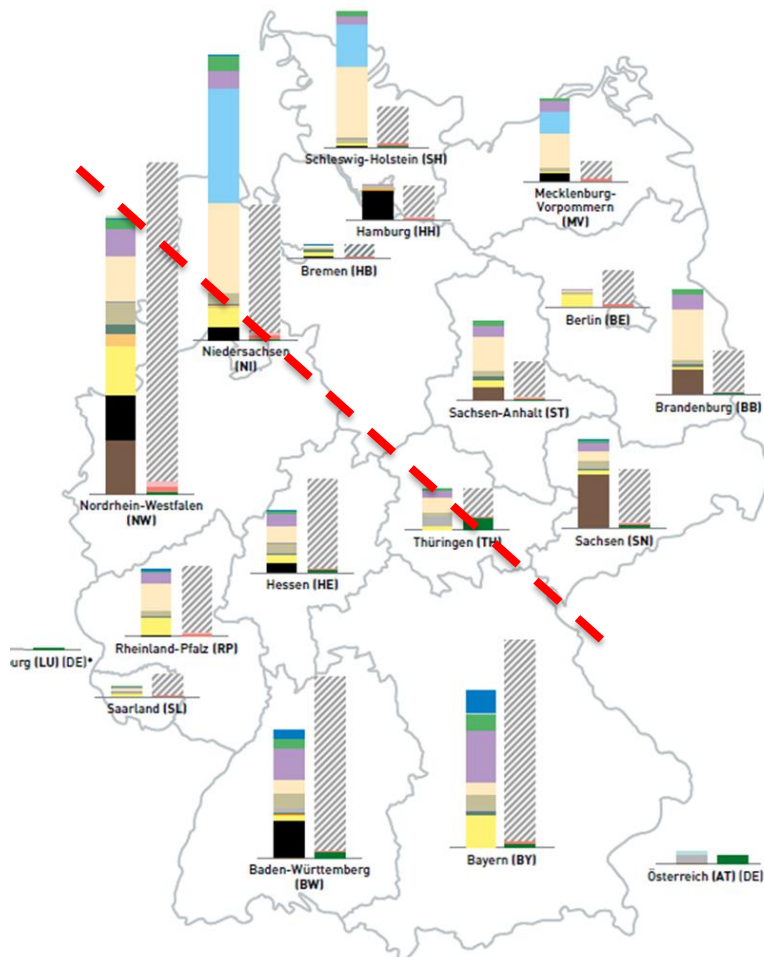 Schleswig-Holstein (SH)
Mecklenburg-
Vorpommern
(MV)
Hamburg (HH)
Bremen (HB)
Berlin (BE)
Niedersachsen
(NI)
Sachsen-Anhalt (ST)
Brandenburg (BB)
Nordrhein-Westfalen
(NW)
Thüringen (TH)
Sachsen (SN)
Hessen (HE)
Rheinland-Pfalz (RP)
burg (LU) (DE)*
Saarland (SL)
Baden-Württemberg
(BW)
Bayern (BY)
Österreich (AT) (DE)